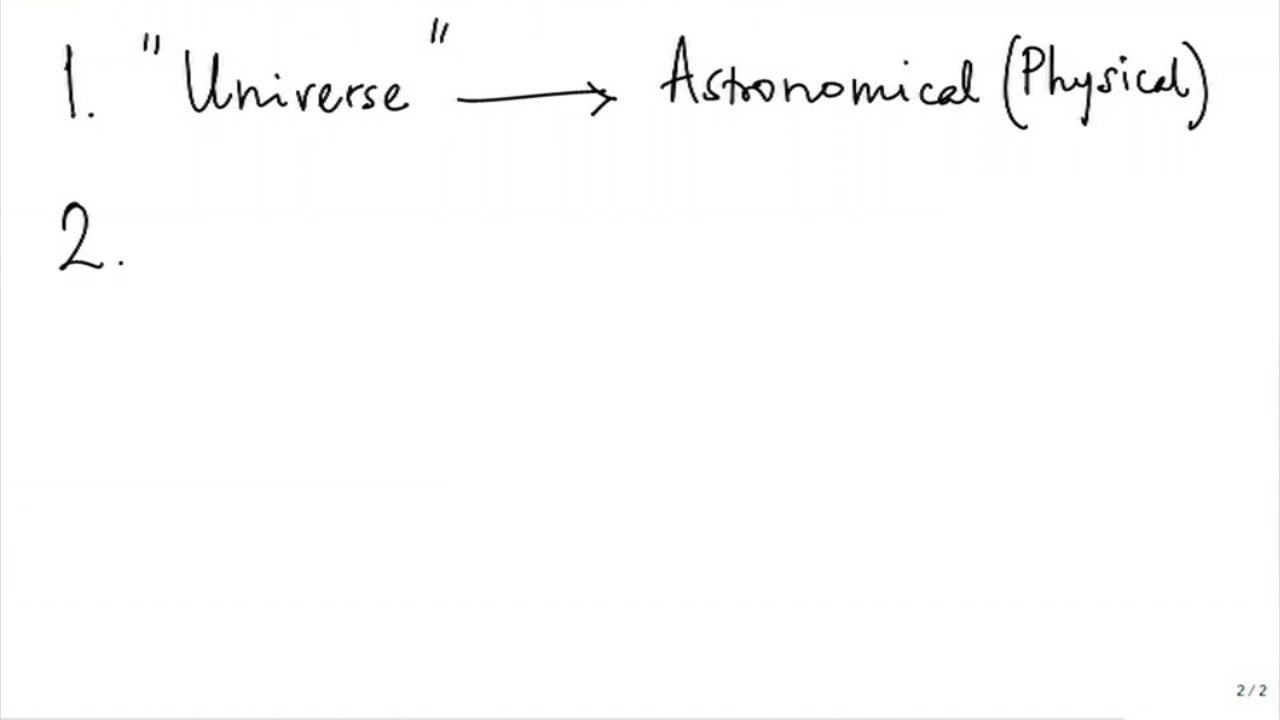 1. "Universe" ⟶ Astronomical (Physical)
2.
2/2